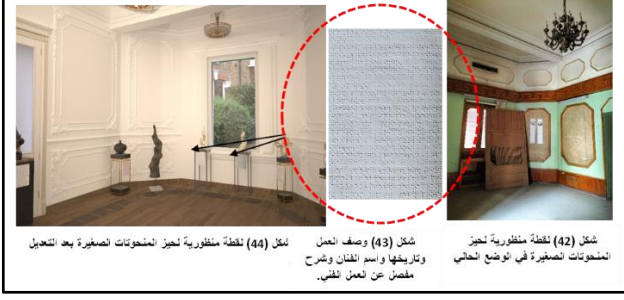 شكل (42) لقطة منظورية لحيز
المنحوتات الصغيرة في الوضع الحالي
شكل (43) وصف العمل
وتاريخها واسم الفنان وشرح
مفصل عن العمل الفني.
شكل (44) لقطة منظورية لحيز المنحوتات الصغيرة بعد التعديل